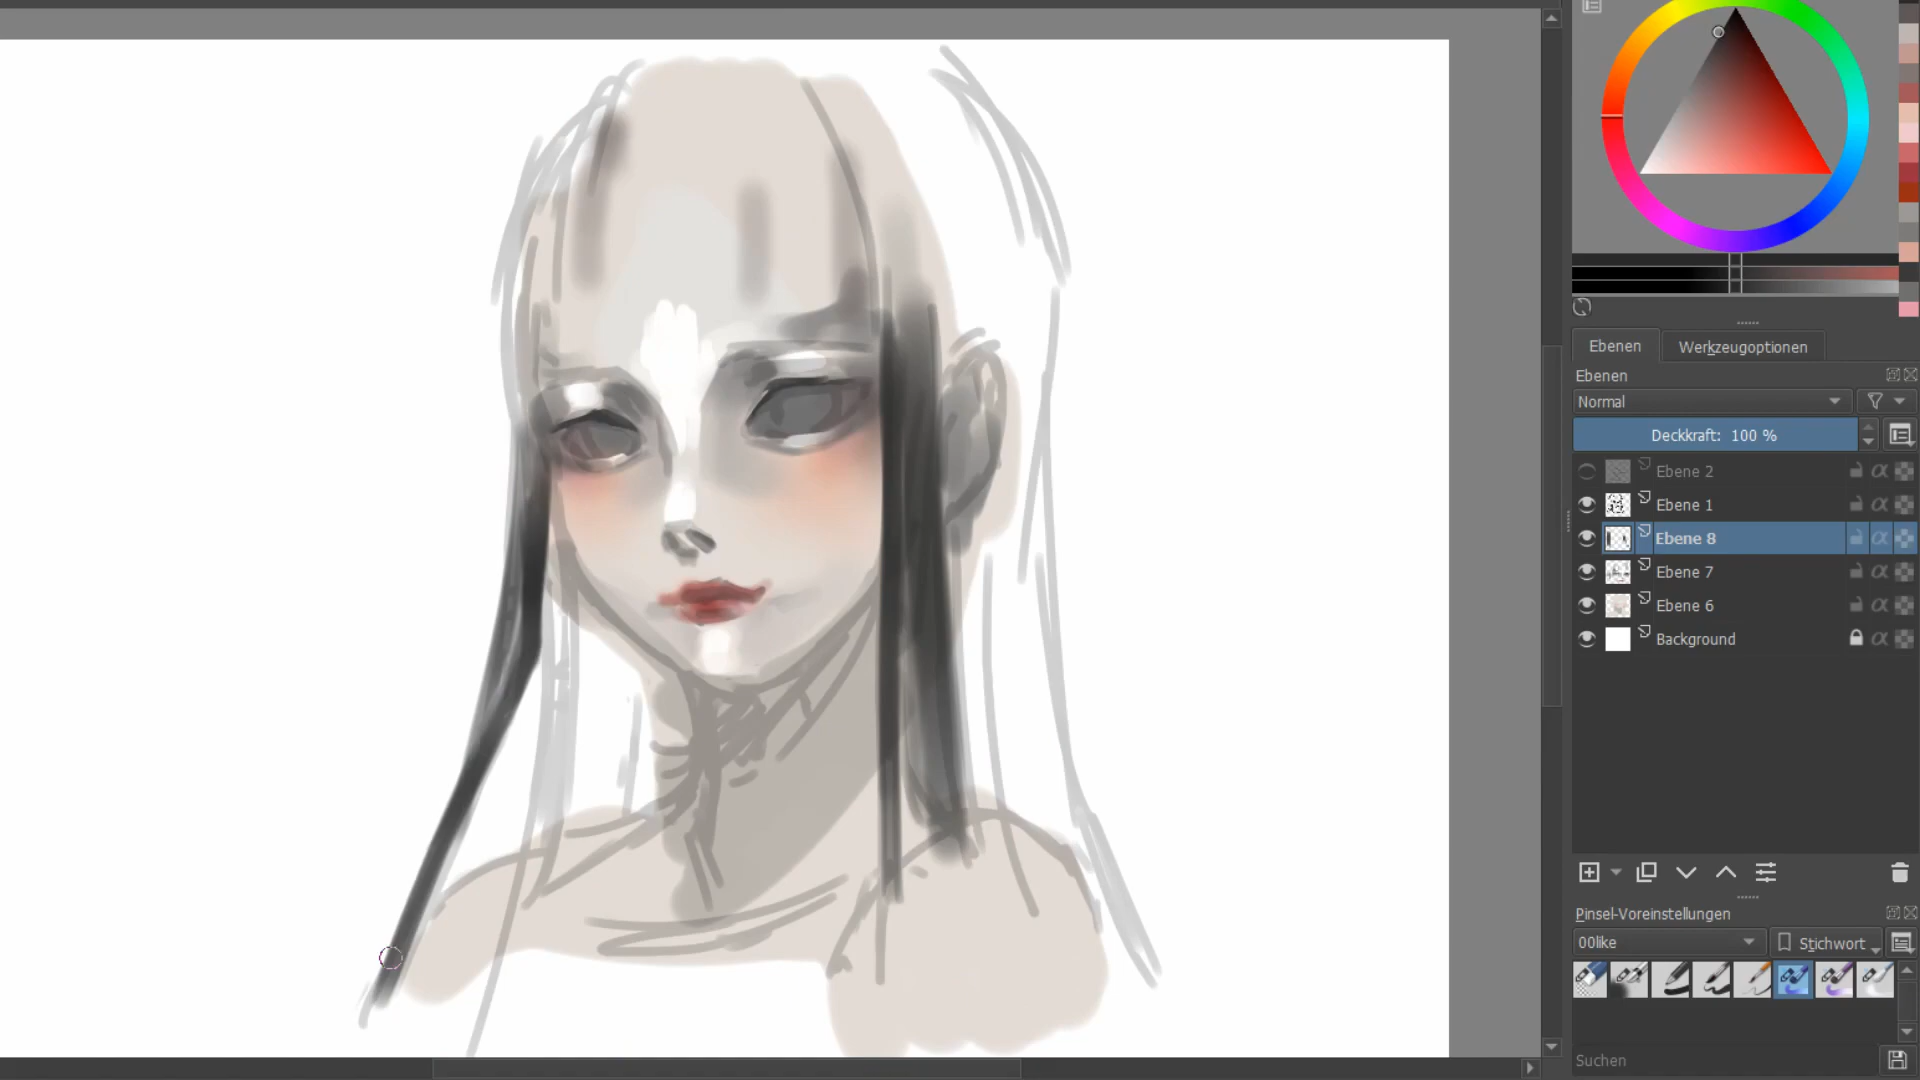 Ebenen
Werkzeugoptionen
Ebenen
Normal
Deckkraft: 100 %
Ebene 2
Ebene 1
Ebene 8
Ebene 7
Ebene 6
Background
Pinsel-Voreinstellungen
00like
Stichwort
Suchen